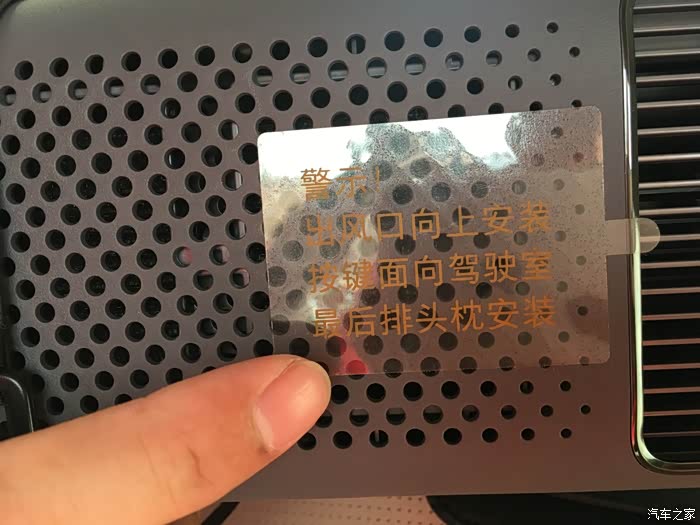 警示！
出风口向上安装
按键面向驾驶室
最后排头枕安装
汽车之家